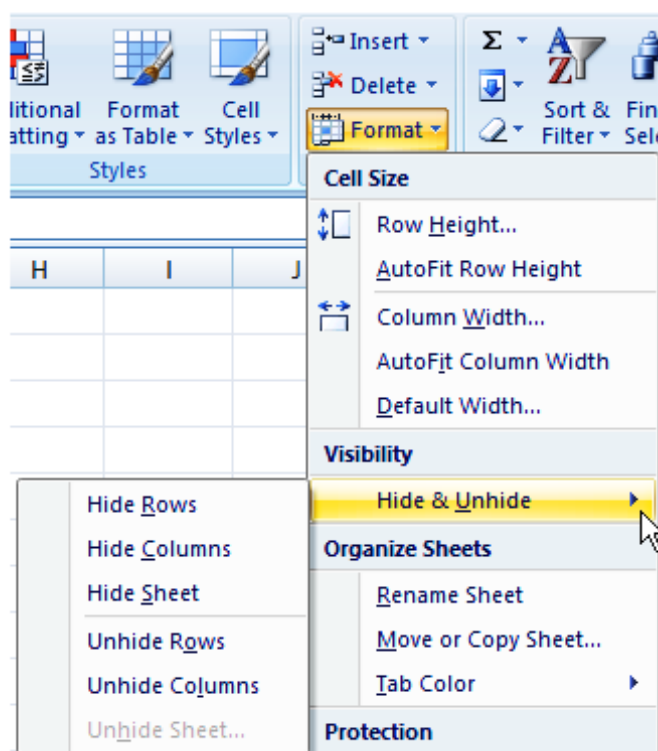 Insert
Delete
Format
Σ
A
Z
Format
as Table
Cell
Styles
Sort &
Filter
Styles
Cell Size
Row Height...
AutoFit Row Height
Column Width...
AutoFit Column Width
Default Width...
Visibility
Hide & Unhide
Organize Sheets
Rename Sheet
Move or Copy Sheet...
Tab Color
Protection
H I J
Hide Rows
Hide Columns
Hide Sheet
Unhide Rows
Unhide Columns
Unhide Sheet...